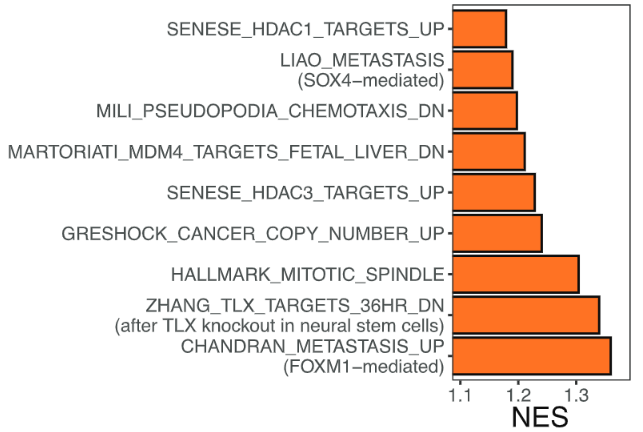 SENESE_HDAC1_TARGETS_UP
LIAO_METASTASIS
(SOX4−mediated)
MILI_PSEUDOPODIA_CHEMOTAXIS_DN
MARTORIATI_MDM4_TARGETS_FETAL_LIVER_DN
SENESE_HDAC3_TARGETS_UP
GRESHOCK_CANCER_COPY_NUMBER_UP
HALLMARK_MITOTIC_SPINDLE
ZHANG_TLX_TARGETS_36HR_DN
(after TLX knockout in neural stem cells)
CHANDRAN_METASTASIS_UP
(FOXM1−mediated)
1.1 1.2 1.3
NES